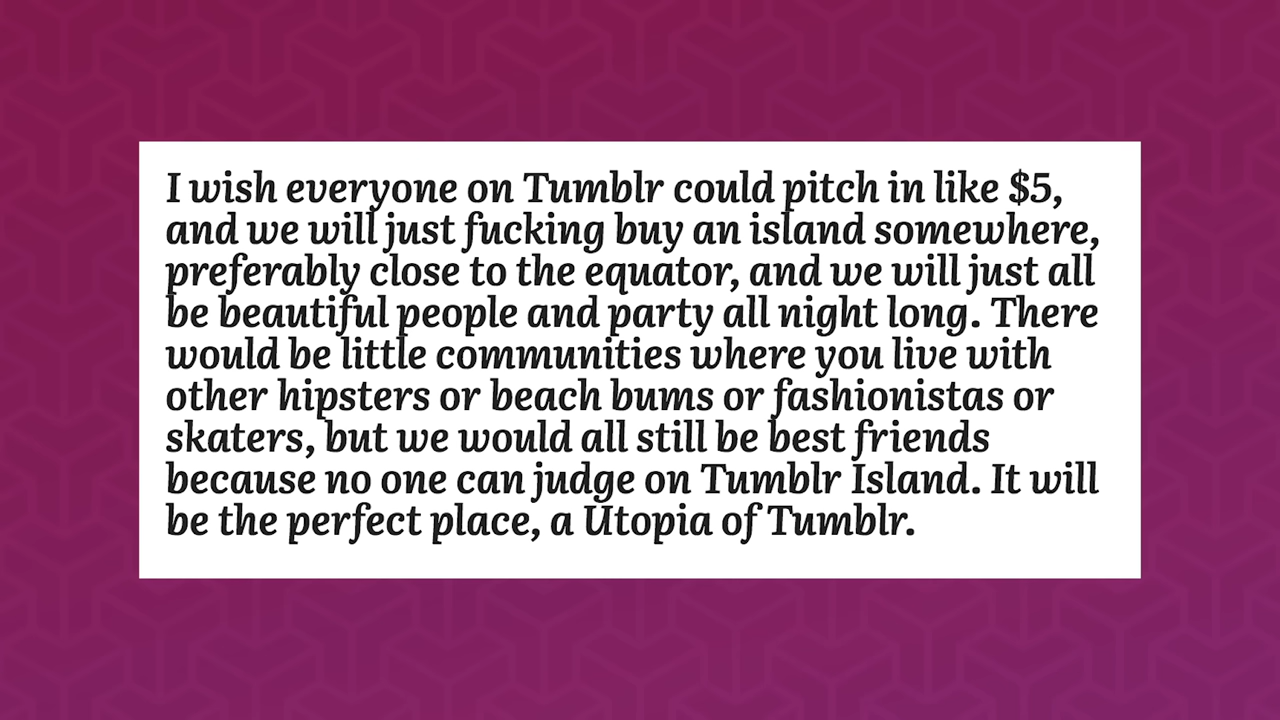 I wish everyone on Tumblr could pitch in like $5,
and we will just fucking buy an island somewhere,
preferably close to the equator, and we will just all
be beautiful people and party all night long. There
would be little communities where you live with
other hipsters or beach bums or fashionistas or
skaters, but we would all still be best friends
because no one can judge on Tumblr Island. It will
be the perfect place, a Utopia of Tumblr.